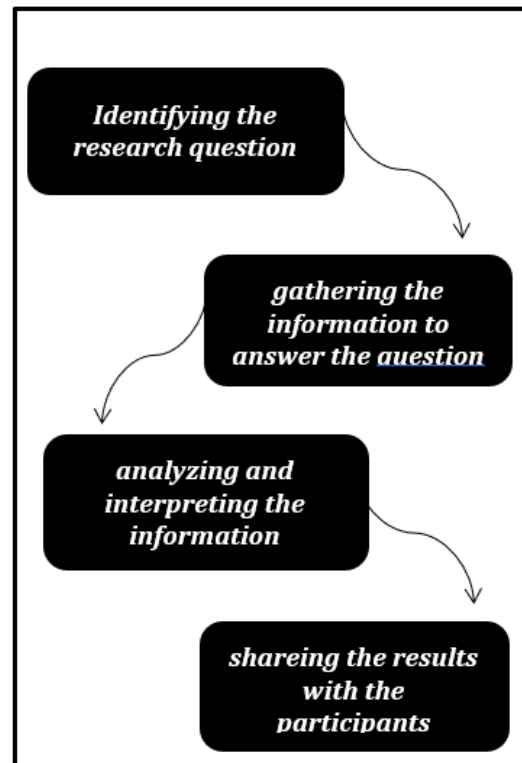 Identifying the
research question
gathering the
information to
answer the auestion
analyzing and
interpreting the
information
shareing the results
with the
participants